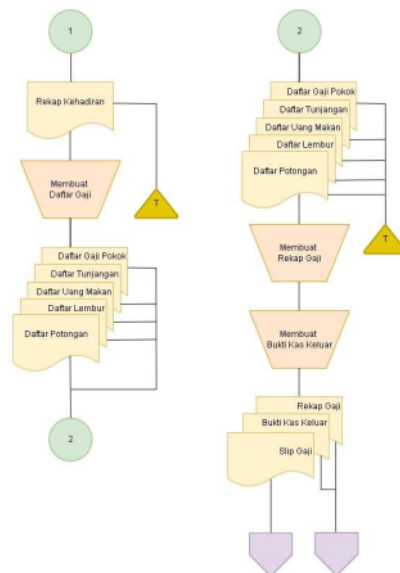 1
Rekap Kehadiran
T
Membuat
Daftar Gaji
Daftar Gaji Pokok
Daftar Tunjangan
Daftar Uang Makan
Daftar Lembur
Daftar Potongan
2
2
Daftar Gaji Pokok
Daftar Tunjangan
Daftar Uang Makan
Daftar Lembur
Daftar Potongan
T
Membuat
Rekap Gaji
Membuat
Bukti Kas Keluar
Rekap Gaji
Bukti Kas Keluar
Slip Gaji